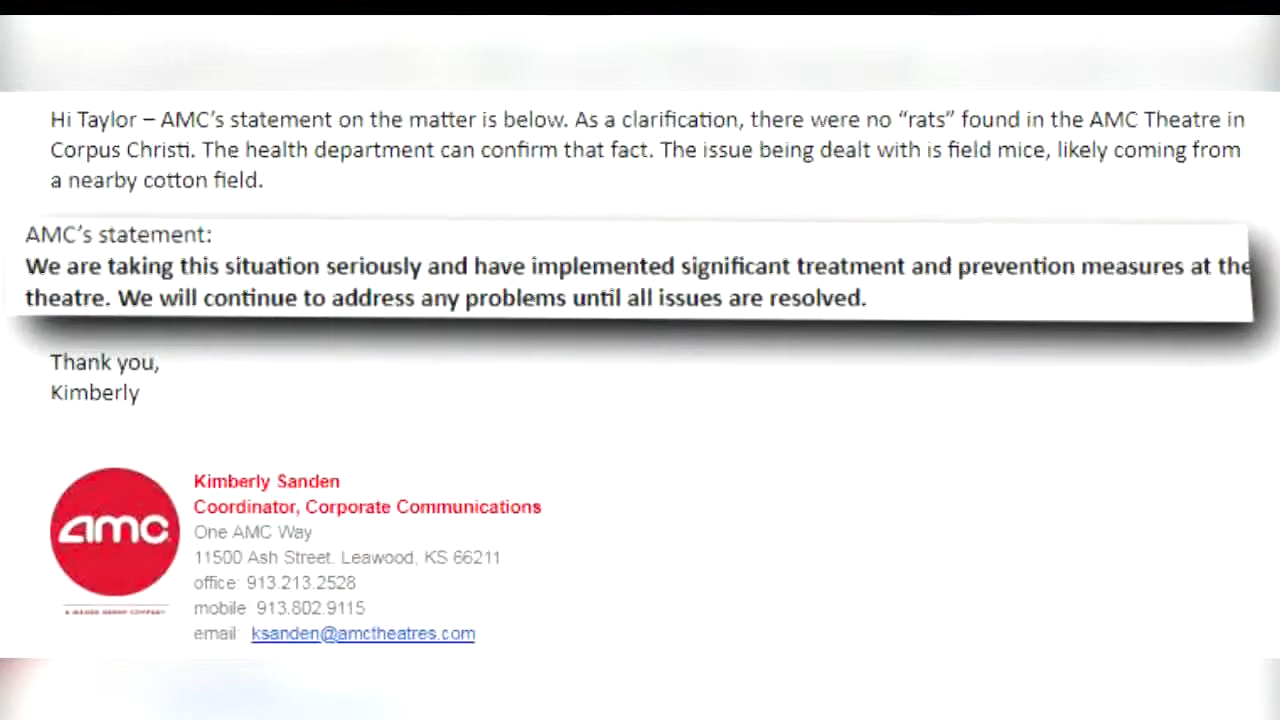 Hi Taylor – AMC's statement on the matter is below. As a clarification, there were no “rats” found in the AMC Theatre in
Corpus Christi. The health department can confirm that fact. The issue being dealt with is field mice, likely coming from
a nearby cotton field.
AMC's statement:
We are taking this situation seriously and have implemented significant treatment and prevention measures at the
theatre. We will continue to address any problems until all issues are resolved.
Thank you,
Kimberly
amc
Kimberly Sanden
Coordinator, Corporate Communications
One AMC Way
11500 Ash Street. Leawood, KS 66211
office: 913.213.2528
mobile 913.802.9115
email: ksanden@amctheatres.com